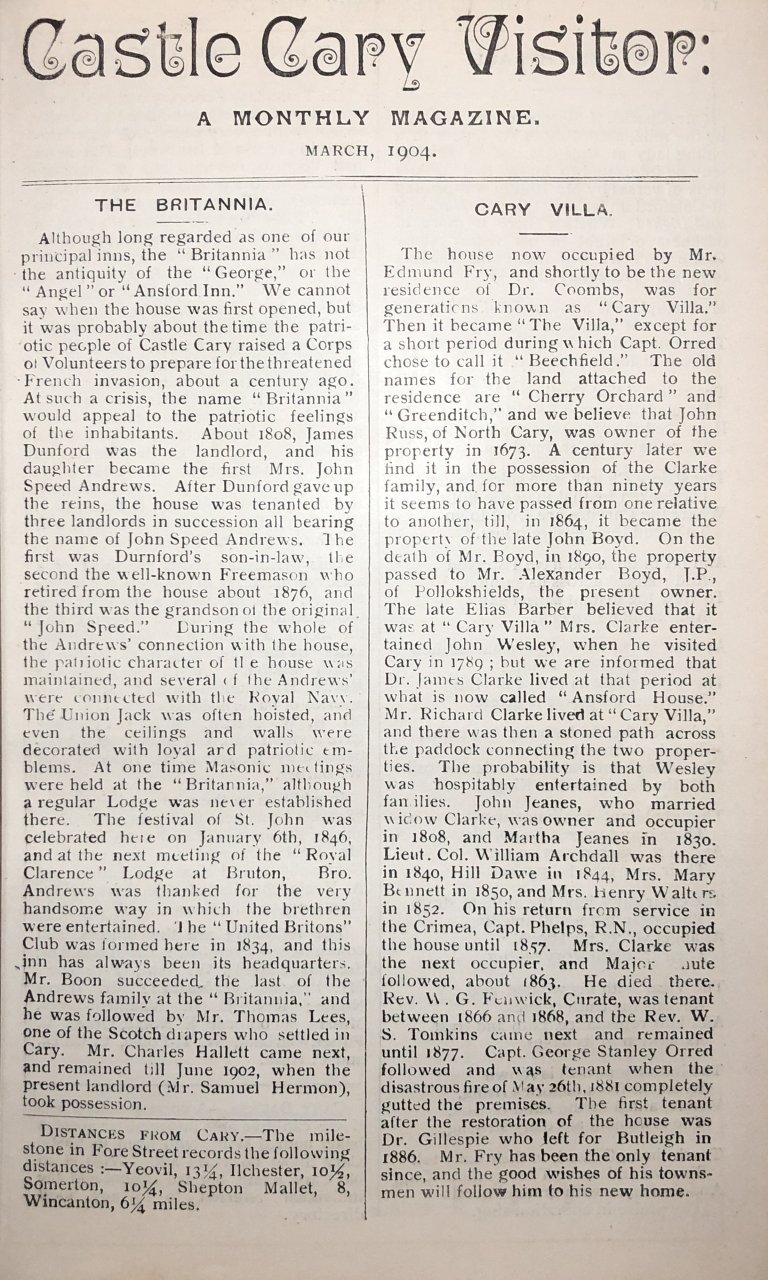 Castle Cary Visitor:
A MONTHLY MAGAZINE.
MARCH, 1904.
THE BRITANNIA.
Although long regarded as one of our
principal inns, the "Britannia" has not
the antiquity of the "George," or the
"Angel" or "Ansford Inn." We cannot
say when the house was first opened, but
it was probably about the time the patri-
otic people of Castle Cary raised a Corps
of Volunteers to prepare for the threatened
French invasion, about a century ago.
At such a crisis, the name "Britannia"
would appeal to the patriotic feelings
of the inhabitants. About 1808, James
Dunford was the landlord, and his
daughter became the first Mrs. John
Speed Andrews. After Dunford gave up
the reins, the house was tenanted by
three landlords in succession all bearing
the name of John Speed Andrews. The
first was Durnford's son-in-law, the
second the well-known Freemason who
retired from the house about 1876, and
the third was the grandson of the original
"John Speed." During the whole of
the Andrews' connection with the house,
the patriotic character of the house was
maintained, and several of the Andrews'
were connected with the Royal Navy.
The Union Jack was often hoisted, and
even the ceilings and walls were
decorated with loyal and patriotic em-
blems. At one time Masonic meetings
were held at the "Britannia," although
a regular Lodge was never established
there. The festival of St. John was
celebrated here on January 6th, 1846,
and at the next meeting of the "Royal
Clarence" Lodge at Bruton, Bro.
Andrews was thanked for the very
handsome way in which the brethren
were entertained. The "United Britons"
Club was formed here in 1834, and this
inn has always been its headquarters.
Mr. Boon succeeded the last of the
Andrews family at the "Britannia," and
he was followed by Mr. Thomas Lees,
one of the Scotch drapers who settled in
Cary. Mr. Charles Hallett came next,
and remained till June 1902, when the
present landlord (Mr. Samuel Hermon),
took possession.
DISTANCES FROM CARY.—The mile-
stone in Fore Street records the following
distances :—Yeovil, 13¼, Ilchester, 10½,
Somerton, 10¼, Shepton Mallet, 8,
Wincanton, 6¼ miles.
CARY VILLA.
The house now occupied by Mr.
Edmund Fry, and shortly to be the new
residence of Dr. Coombs, was for
generations known as "Cary Villa."
Then it became "The Villa," except for
a short period during which Capt. Orred
chose to call it "Beechfield." The old
names for the land attached to the
residence are "Cherry Orchard" and
"Greenditch," and we believe that John
Russ, of North Cary, was owner of the
property in 1673. A century later we
find it in the possession of the Clarke
family, and for more than ninety years
it seems to have passed from one relative
to another, till, in 1864, it became the
property of the late John Boyd. On the
death of Mr. Boyd, in 1890, the property
passed to Mr. Alexander Boyd, J.P.,
of Pollokshields, the present owner.
The late Elias Barber believed that it
was at "Cary Villa" Mrs. Clarke enter-
tained John Wesley, when he visited
Cary in 1789 ; but we are informed that
Dr. James Clarke lived at that period at
what is now called "Ansford House."
Mr. Richard Clarke lived at "Cary Villa,"
and there was then a stoned path across
the paddock connecting the two proper-
ties. The probability is that Wesley
was hospitably entertained by both
families. John Jeanes, who married
widow Clarke, was owner and occupier
in 1808, and Martha Jeanes in 1830.
Lieut. Col. William Archdall was there
in 1840, Hill Dawe in 1844, Mrs. Mary
Bennett in 1850, and Mrs. Henry Walters
in 1852. On his return from service in
the Crimea, Capt. Phelps, R.N., occupied
the house until 1857. Mrs. Clarke was
the next occupier, and Major
followed, about 1863. He died there.
Rev. W. G. Fenwick, Curate, was tenant
between 1866 and 1868, and the Rev. W.
S. Tomkins came next and remained
until 1877. Capt. George Stanley Orred
followed and was tenant when the
disastrous fire of May 26th, 1881 completely
gutted the premises. The first tenant
after the restoration of the house was
Dr. Gillespie who left for Butleigh in
1886. Mr. Fry has been the only tenant
since, and the good wishes of his towns-
men will follow him to his new home.